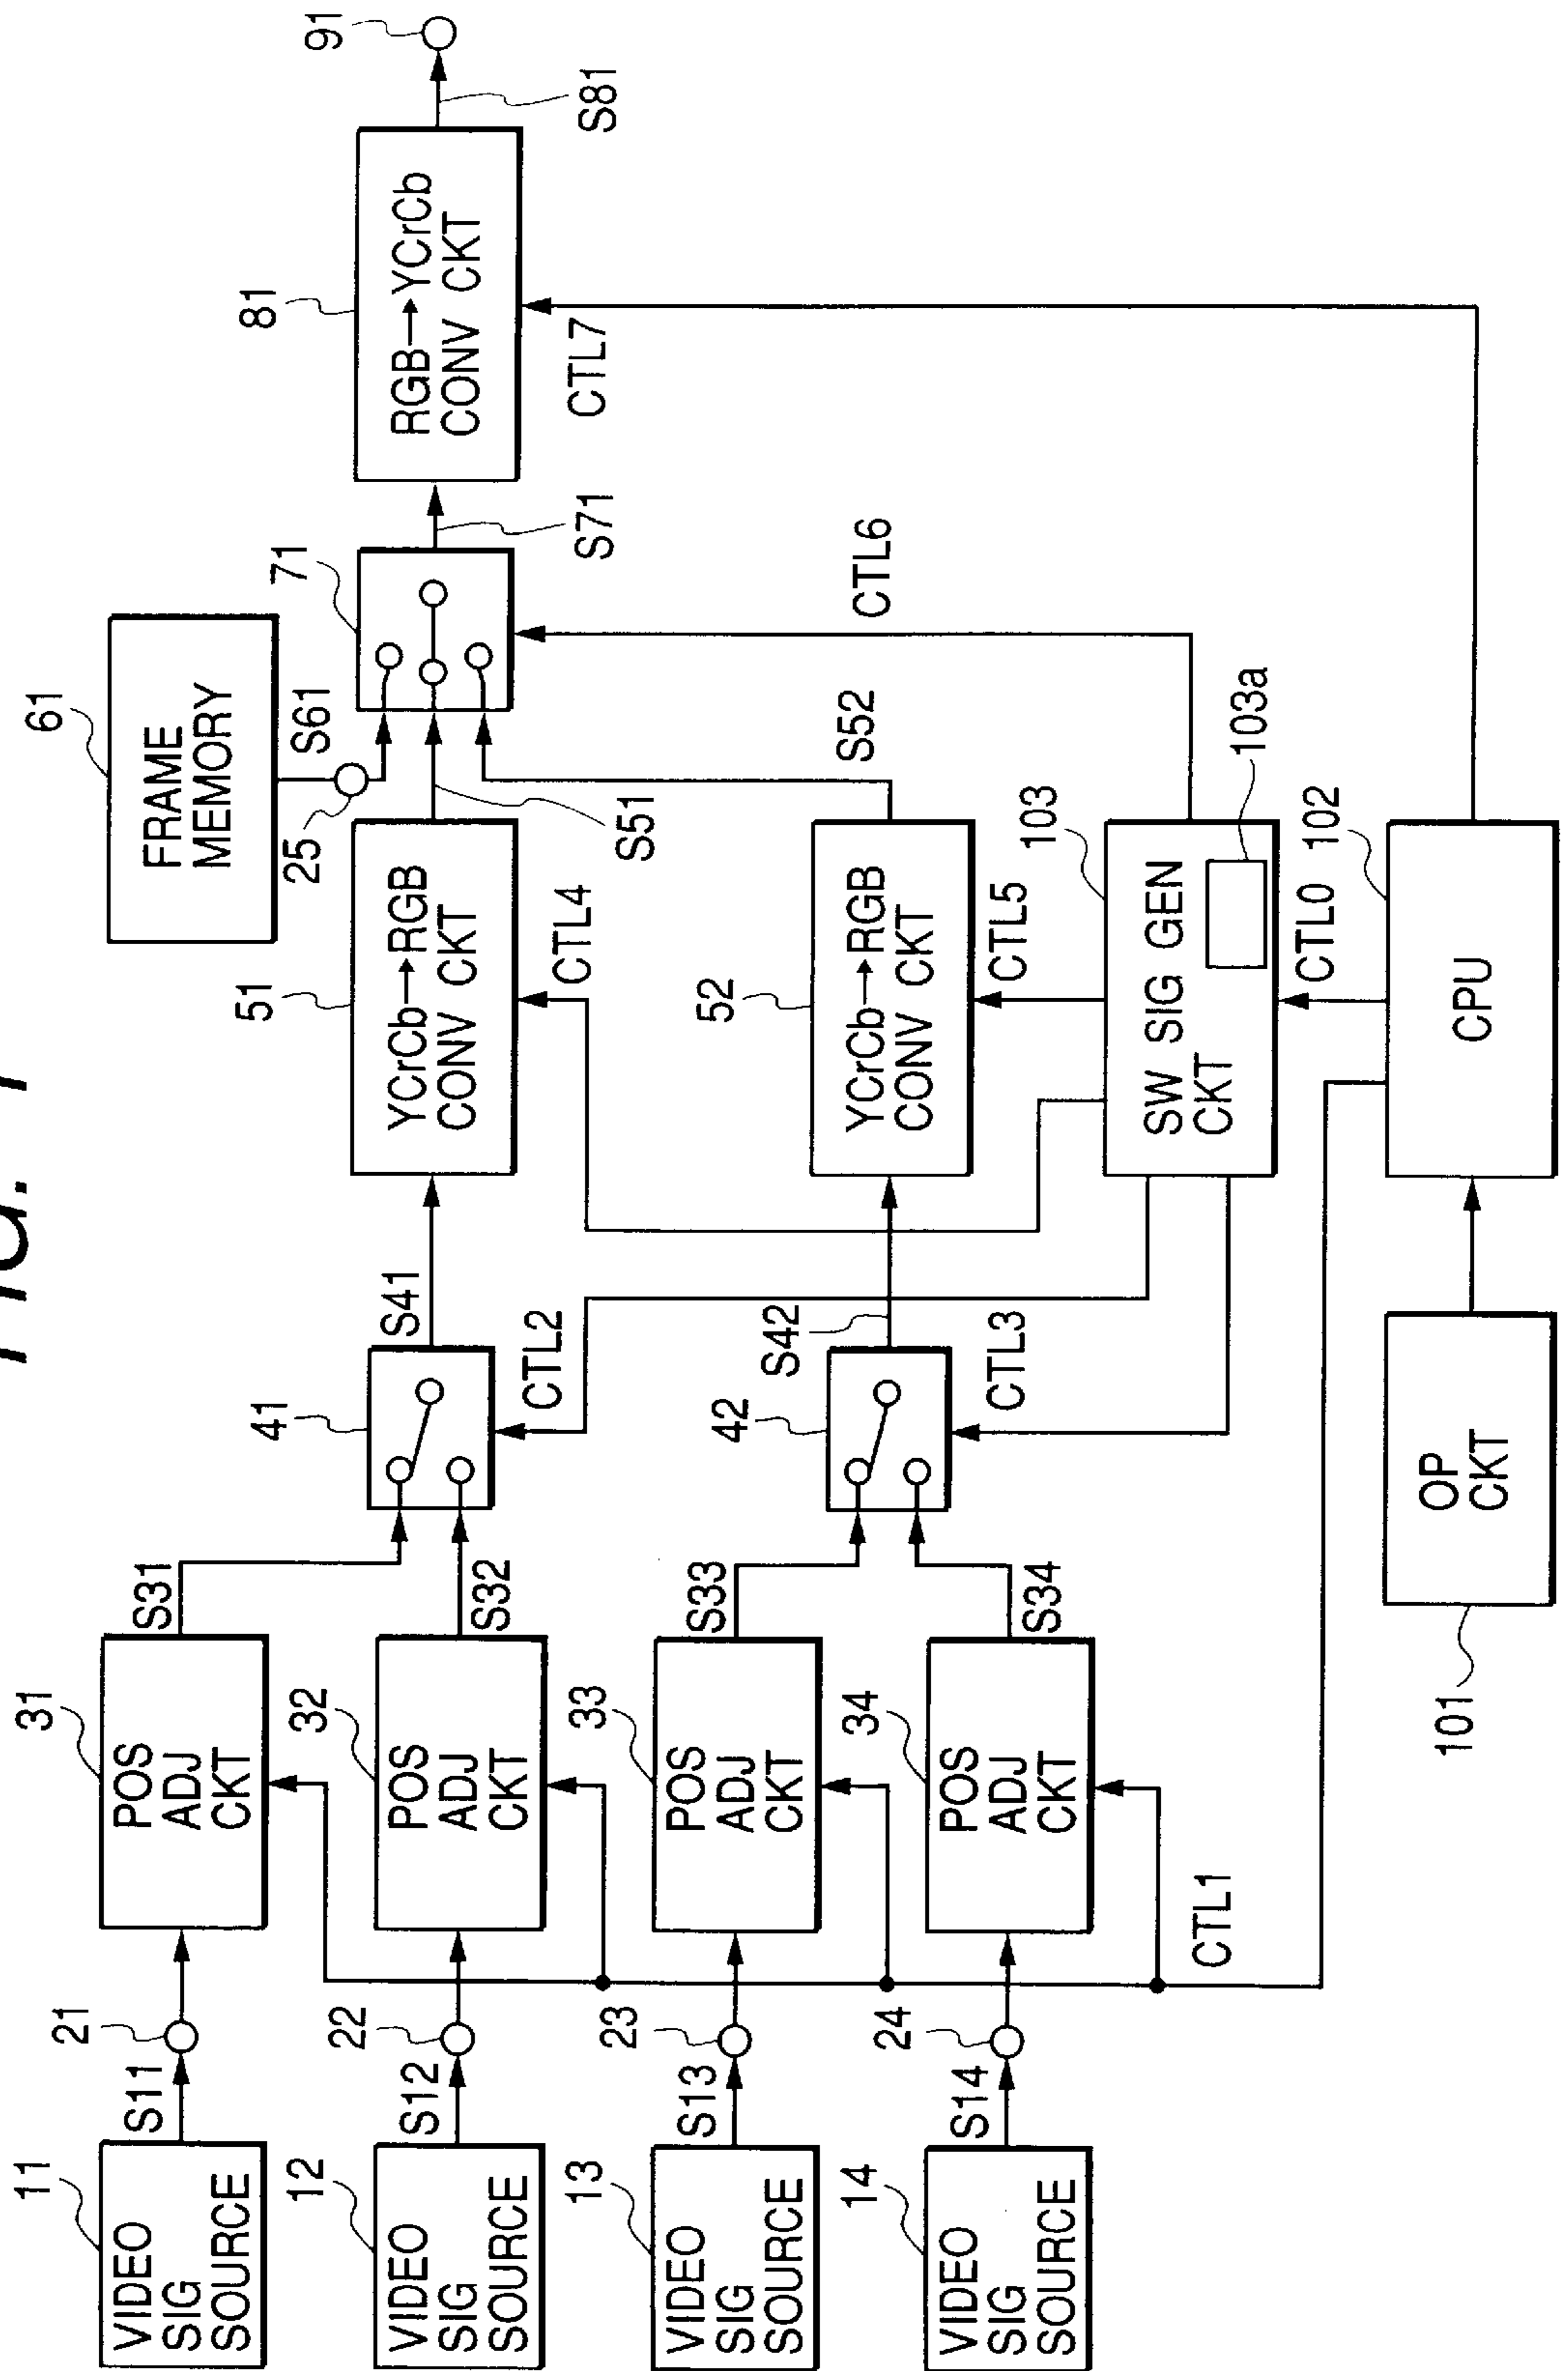 FIG. 1
11
VIDEO
SIG
SOURCE
S11
21
31
POS
ADJ
CKT
S31
12
VIDEO
SIG
SOURCE
S12
22
32
POS
ADJ
CKT
S32
13
VIDEO
SIG
SOURCE
S13
23
33
POS
ADJ
CKT
S33
14
VIDEO
SIG
SOURCE
S14
24
34
POS
ADJ
CKT
S34
CTL1
41
S41
CTL2
42
S42
CTL3
51
YCrCb→RGB
CONV CKT
CTL4
S51
52
YCrCb→RGB
CONV CKT
CTL5
S52
61
FRAME
MEMORY
25
S61
71
S71
CTL6
81
RGB→YCrCb
CONV CKT
CTL7
S81
91
103
SW SIG GEN
CKT
103a
CTL0
102
CPU
OP
CKT
101